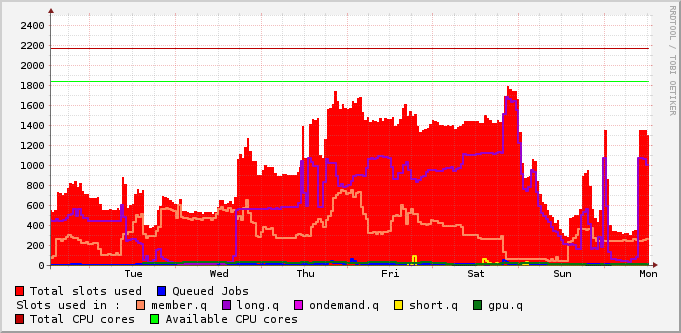 2400
2200
2000
1800
1600
1400
1200
1000
800
600
400
200
0
Tue Wed Thu Fri Sat Sun Mon
RRDTOOL / TOBI OETIKER
Total slots used Queued Jobs
Slots used in : member.q long.q ondemand.q short.q gpu.q
Total CPU cores Available CPU cores